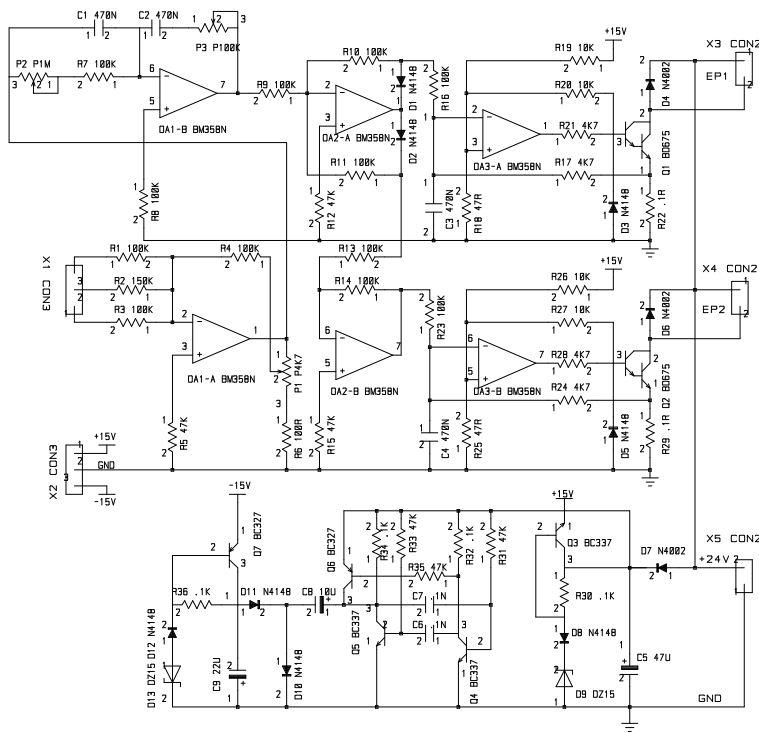 C1 470N
C2 470N
P3 P100K
P2 P1M
R7 100K
DA1-B BM358N
R9 100K
R8 100K
R10 100K
D1 N4148
R16 100K
DA2-A BM358N
D2 N4148
R11 100K
R12 47K
C3 470N
R19 10K
+15V
R20 10K
R21 4K7
DA3-A BM358N
R17 4K7
R18 47R
D3 N4148
D4 N4002
Q1 BD675
R22 .1R
X3 CON2
EP1
X1 CON3
R1 100K
R2 150K
R3 100K
R4 100K
DA1-A BM358N
P1 P4K7
R5 47K
R6 100R
R13 100K
R14 100K
DA2-B BM358N
R15 47K
R23 100K
C4 470N
R26 10K
+15V
R27 10K
R28 4K7
DA3-B BM358N
R24 4K7
R25 47R
D5 N4148
D6 N4002
Q2 BD675
R29 .1R
X4 CON2
EP2
X2 CON3
+15V
GND
-15V
-15V
Q7 BC327
R36 .1K
D11 N4148
D12 N4148
D13 DZ15
C9 22U
D10 N4148
C8 10U
Q6 BC327
R34 .1K
R33 47K
R35 47K
R32 .1K
R31 47K
C7 1N
C6 1N
Q5 BC337
Q4 BC337
+15V
Q3 BC337
R30 .1K
D8 N4148
D9 DZ15
C5 47U
D7 N4002
+24V
X5 CON2
GND